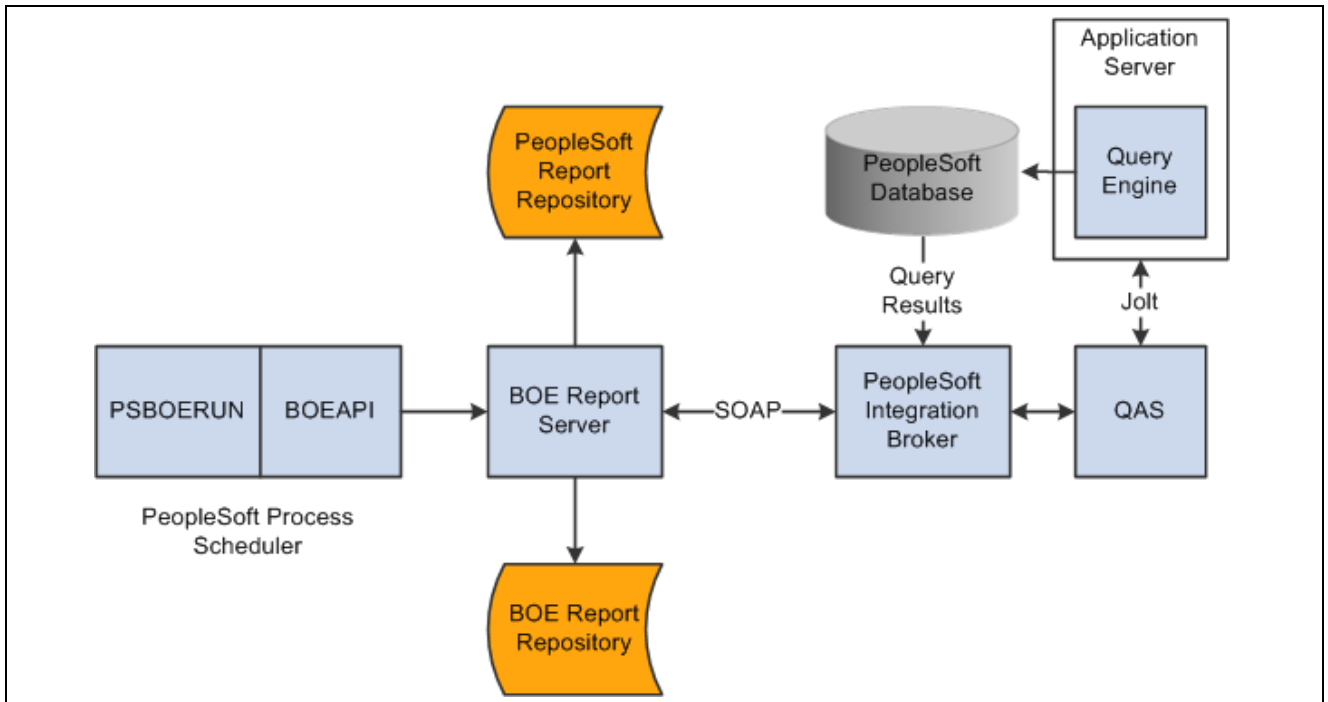 Application
Server
PeopleSoft
Report
Repository
PeopleSoft
Database
Query
Engine
Query
Results
Jolt
PSBOERUN
BOEAPI
BOE Report
Server
SOAP
PeopleSoft
Integration
Broker
QAS
PeopleSoft Process
Scheduler
BOE Report
Repository